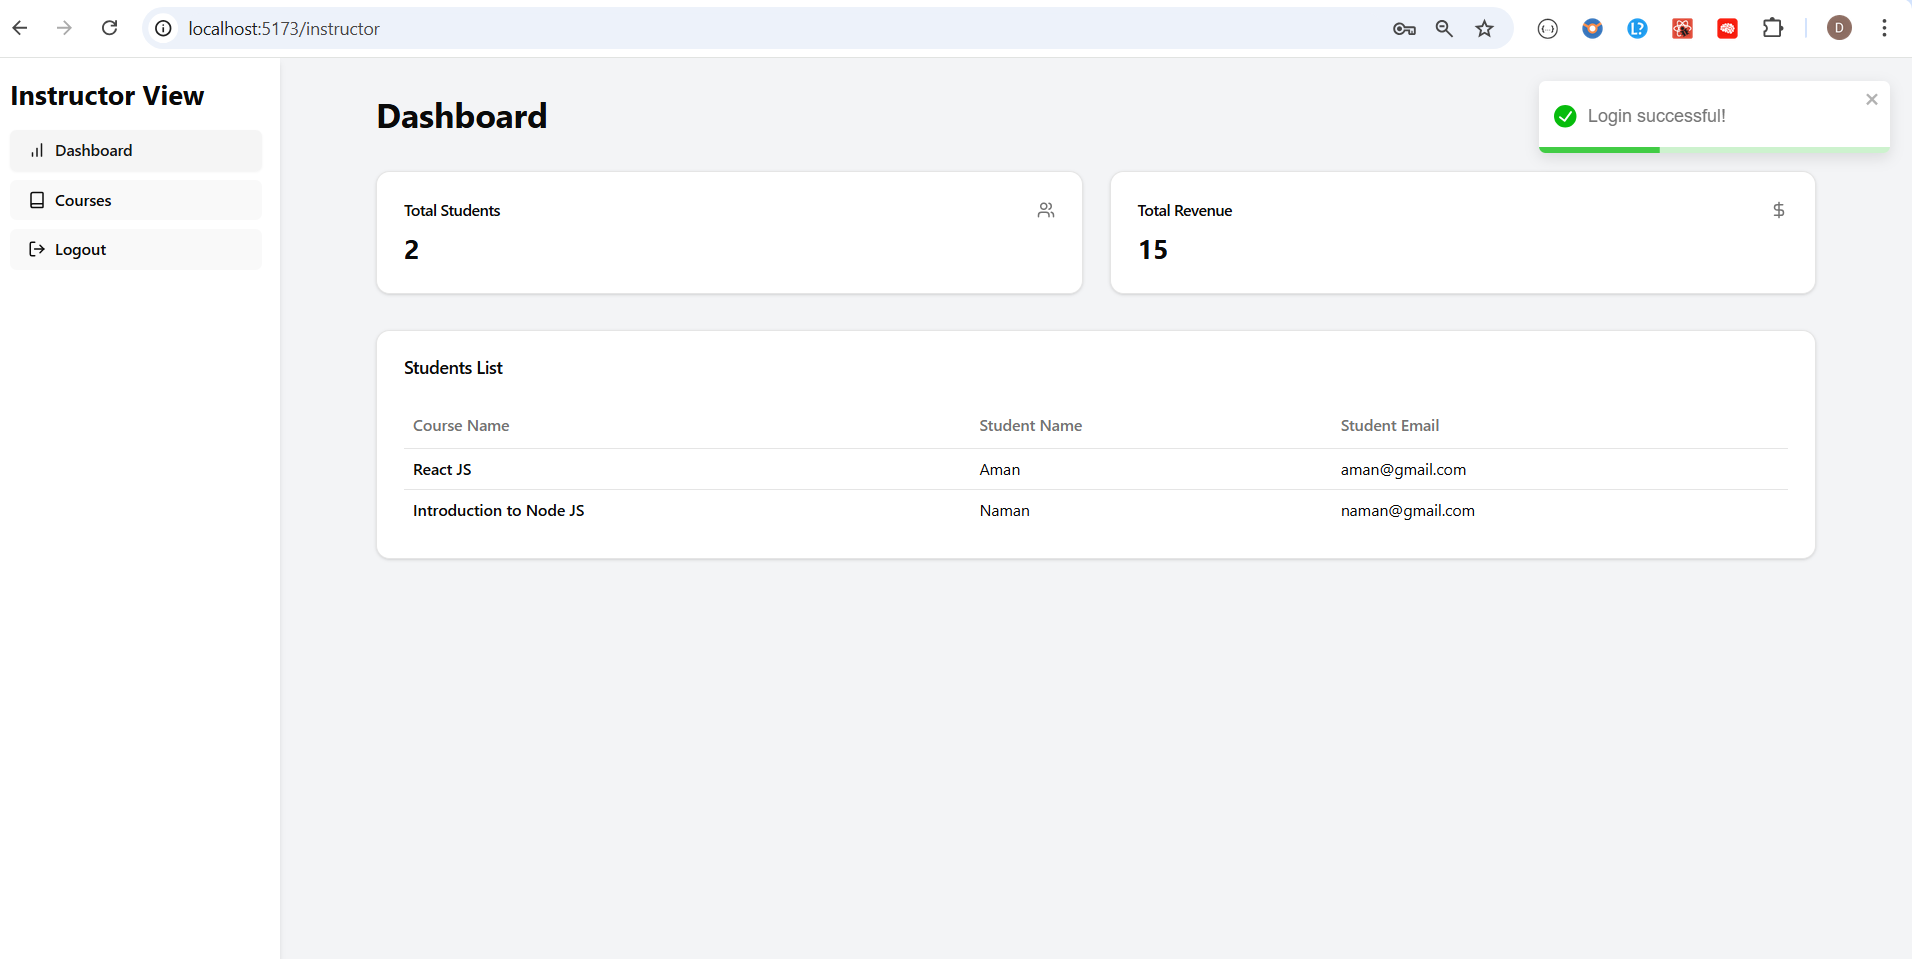 localhost:5173/instructor
L?
D
Instructor View
Dashboard
Courses
Logout
Dashboard
Login successful!
Total Students
2
Total Revenue
$
15
Students List
Course Name Student Name Student Email
React JS Aman aman@gmail.com
Introduction to Node JS Naman naman@gmail.com